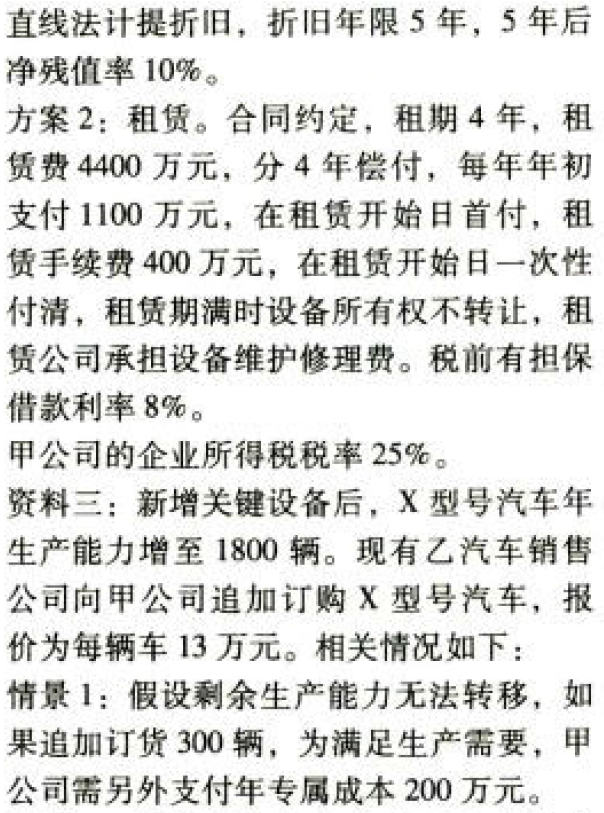 直线法计提折旧，折旧年限 5 年，5 年后
净残值率 10%。
方案 2：租赁。合同约定，租期 4 年，租
赁费 4400 万元，分 4 年偿付，每年年初
支付 1100 万元，在租赁开始日首付，租
赁手续费 400 万元，在租赁开始日一次性
付清，租赁期满时设备所有权不转让，租
赁公司承担设备维护修理费。税前有担保
借款利率 8%。
甲公司的企业所得税税率 25%。
资料三：新增关键设备后，X 型号汽车年
生产能力增至 1800 辆。现有乙汽车销售
公司向甲公司追加订购 X 型号汽车，报
价为每辆车 13 万元。相关情况如下：
情景 1：假设剩余生产能力无法转移，如
果追加订货 300 辆，为满足生产需要，甲
公司需另外支付年专属成本 200 万元。